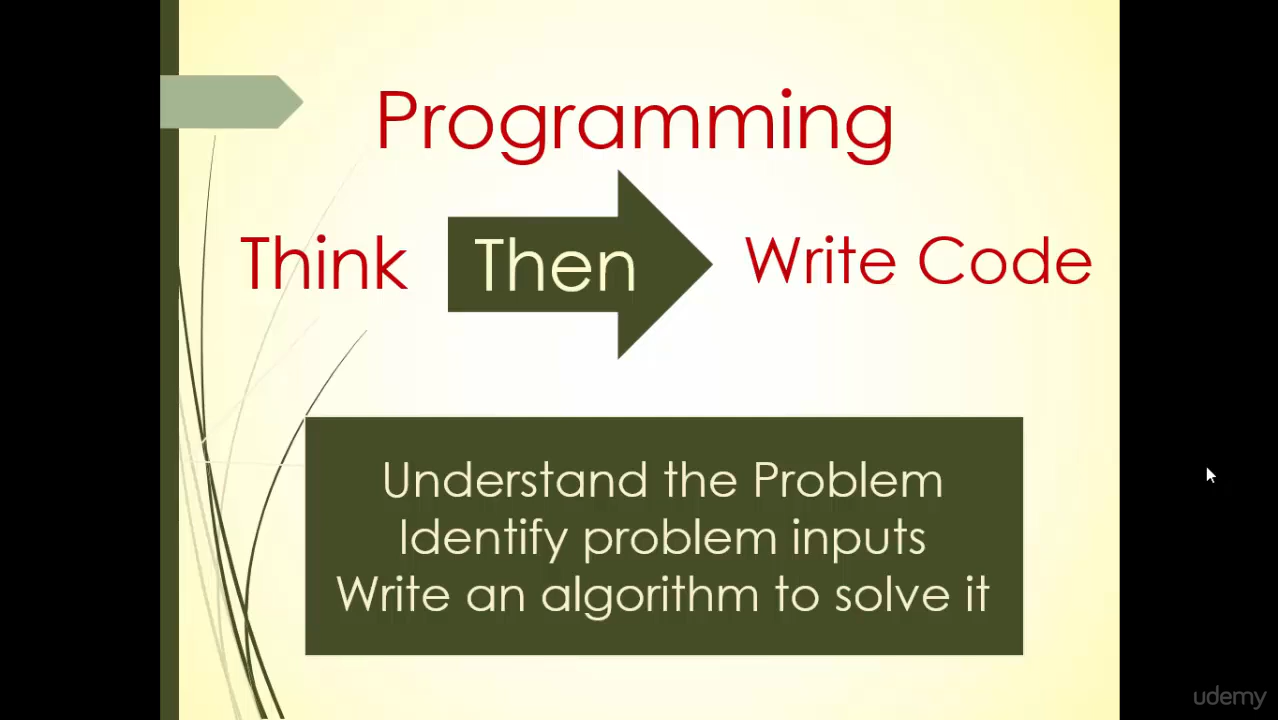 Programming
Think Then Write Code
Understand the Problem
Identify problem inputs
Write an algorithm to solve it
udemy